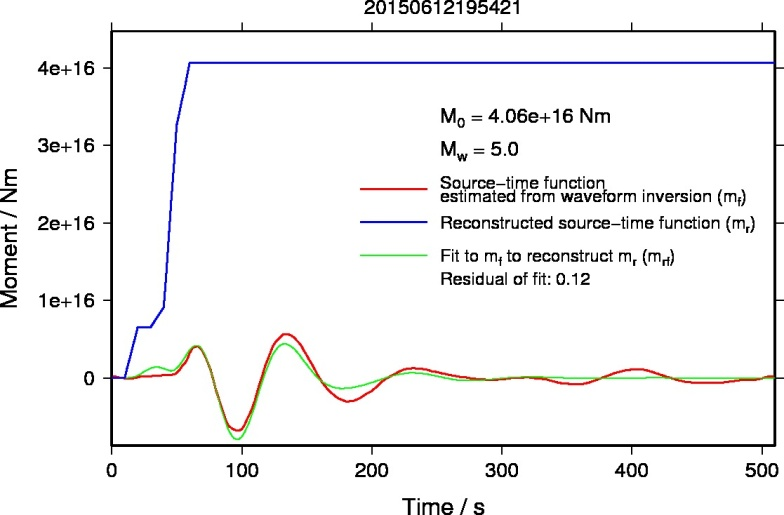 20150612195421
4e+16
3e+16
2e+16
1e+16
0
Moment / Nm
M0 = 4.06e+16 Nm
Mw = 5.0
Source-time function
estimated from waveform inversion (mf)
Reconstructed source-time function (mr)
Fit to mf to reconstruct mr (mrf)
Residual of fit: 0.12
0 100 200 300 400 500
Time / s